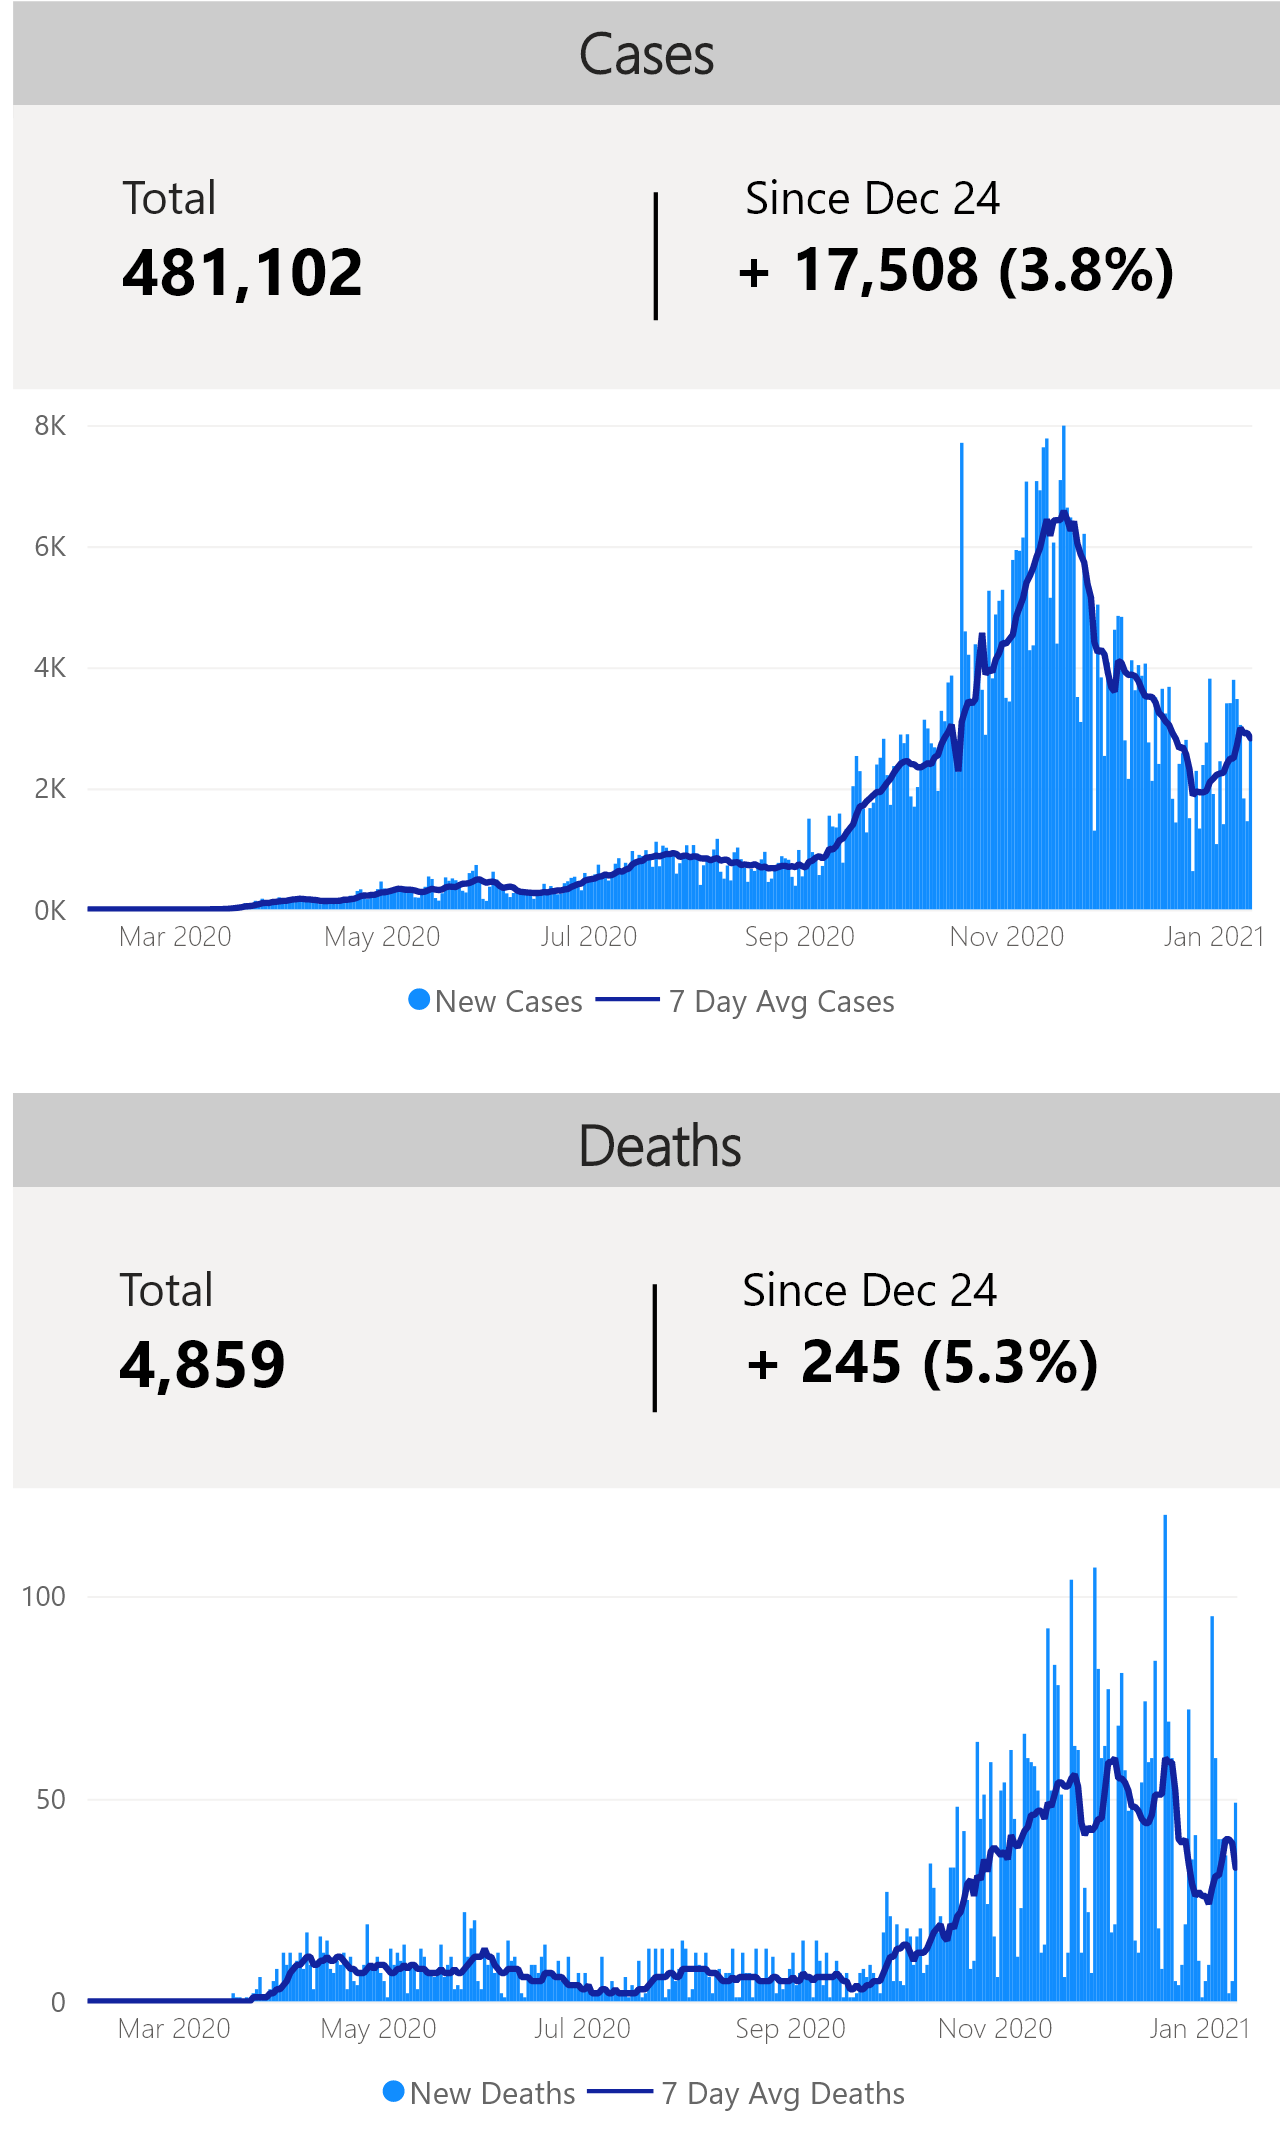 Cases
Total
Since Dec 24
481,102
+ 17,508 (3.8%)
8K
6K
4K
2K
0K
Mar 2020
May 2020
Jul 2020
Sep 2020
Nov 2020
Jan 2021
New Cases
7 Day Avg Cases
Deaths
Total
Since Dec 24
4,859
+ 245 (5.3%)
100
50
0
Mar 2020
May 2020
Jul 2020
Sep 2020
Nov 2020
Jan 2021
New Deaths
7 Day Avg Deaths